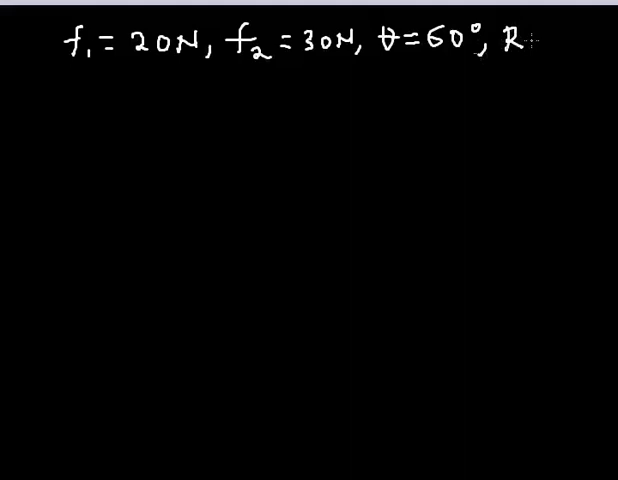 f₁ = 20N, f₂ = 30N, θ = 60°, R